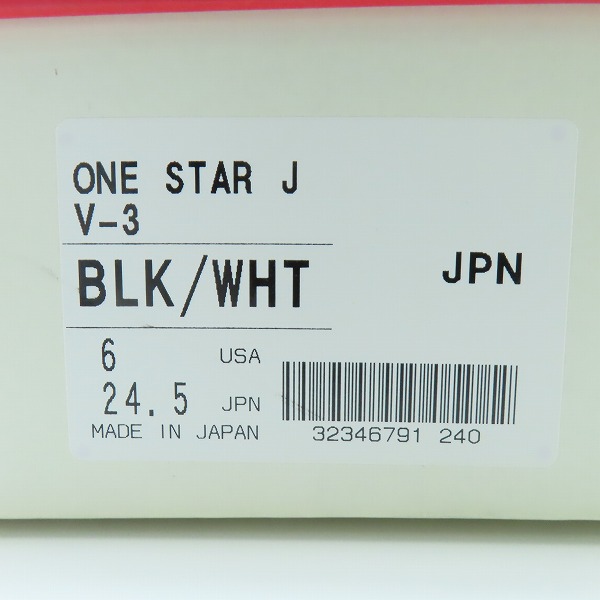 ONE STAR J
V-3
BLK/WHT
JPN
6 USA
24.5 JPN
MADE IN JAPAN
32346791 240